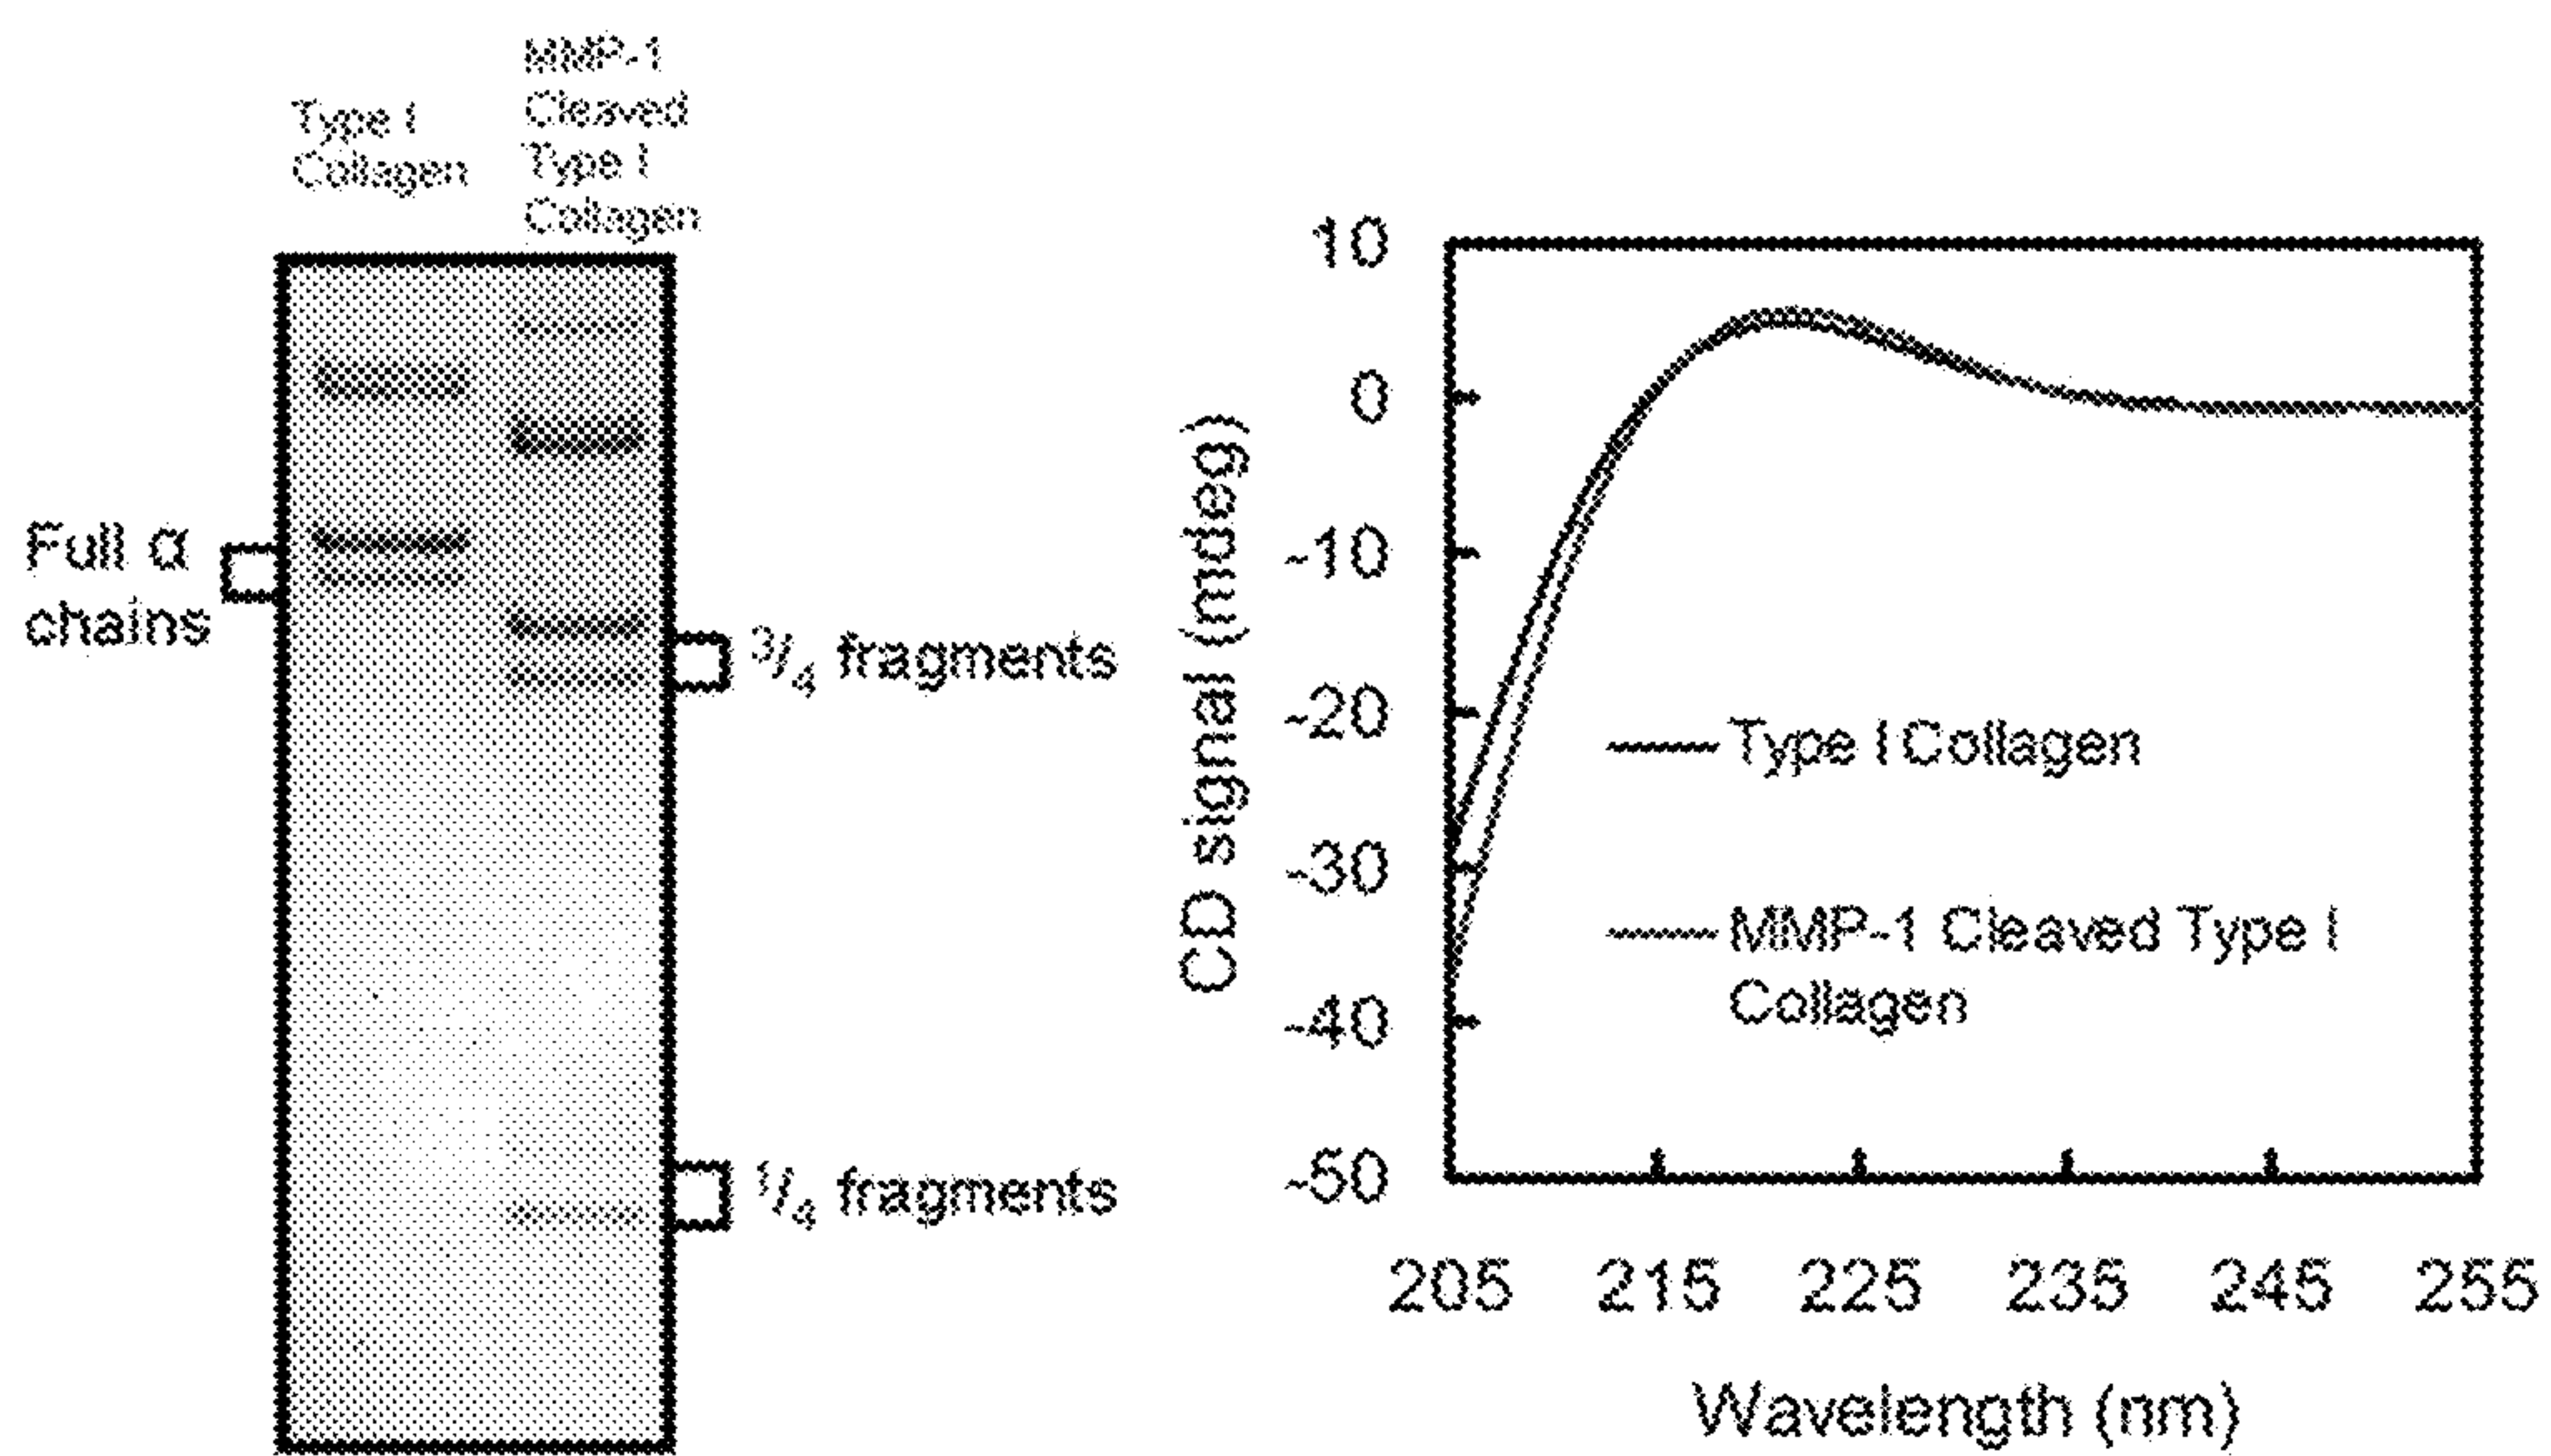 Type I
Collagen
MMP-1
Cleaved
Type I
Collagen
Full α
chains
3/4 fragments
1/4 fragments
10
0
-10
-20
-30
-40
-50
CD signal (mdeg)
Type I Collagen
MMP-1 Cleaved Type I
Collagen
205 215 225 235 245 255
Wavelength (nm)